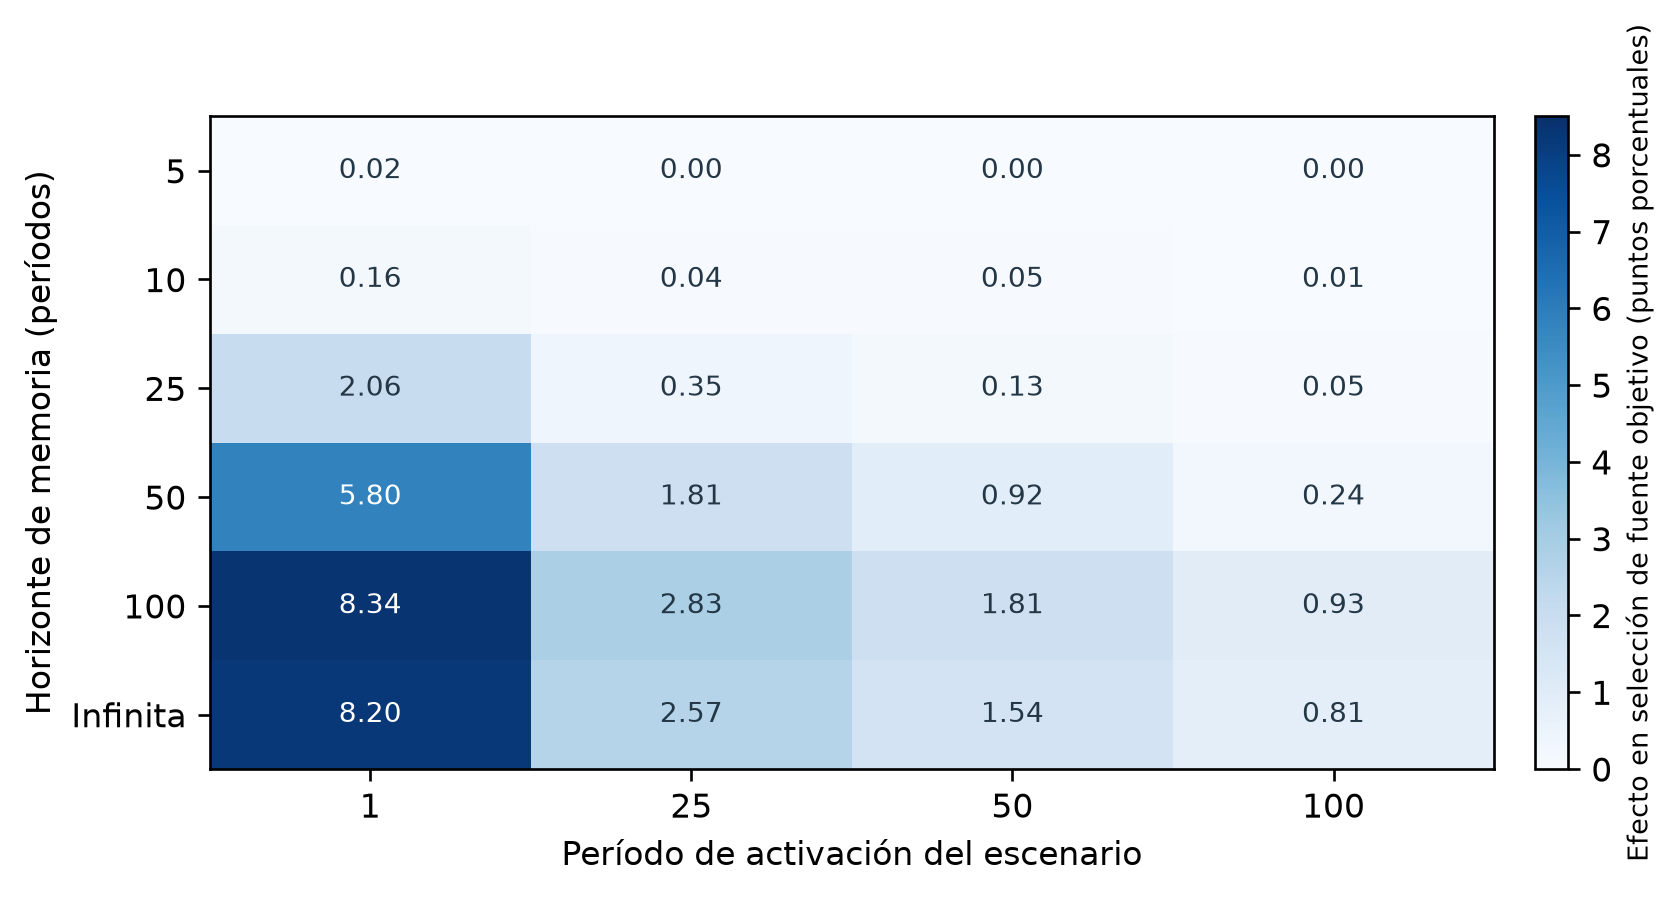 Horizonte de memoria (períodos)
5 0.02 0.00 0.00 0.00
10 0.16 0.04 0.05 0.01
25 2.06 0.35 0.13 0.05
50 5.80 1.81 0.92 0.24
100 8.34 2.83 1.81 0.93
Infinita 8.20 2.57 1.54 0.81
1 25 50 100
Período de activación del escenario
8
7
6
5
4
3
2
1
0
Efecto en selección de fuente objetivo (puntos porcentuales)